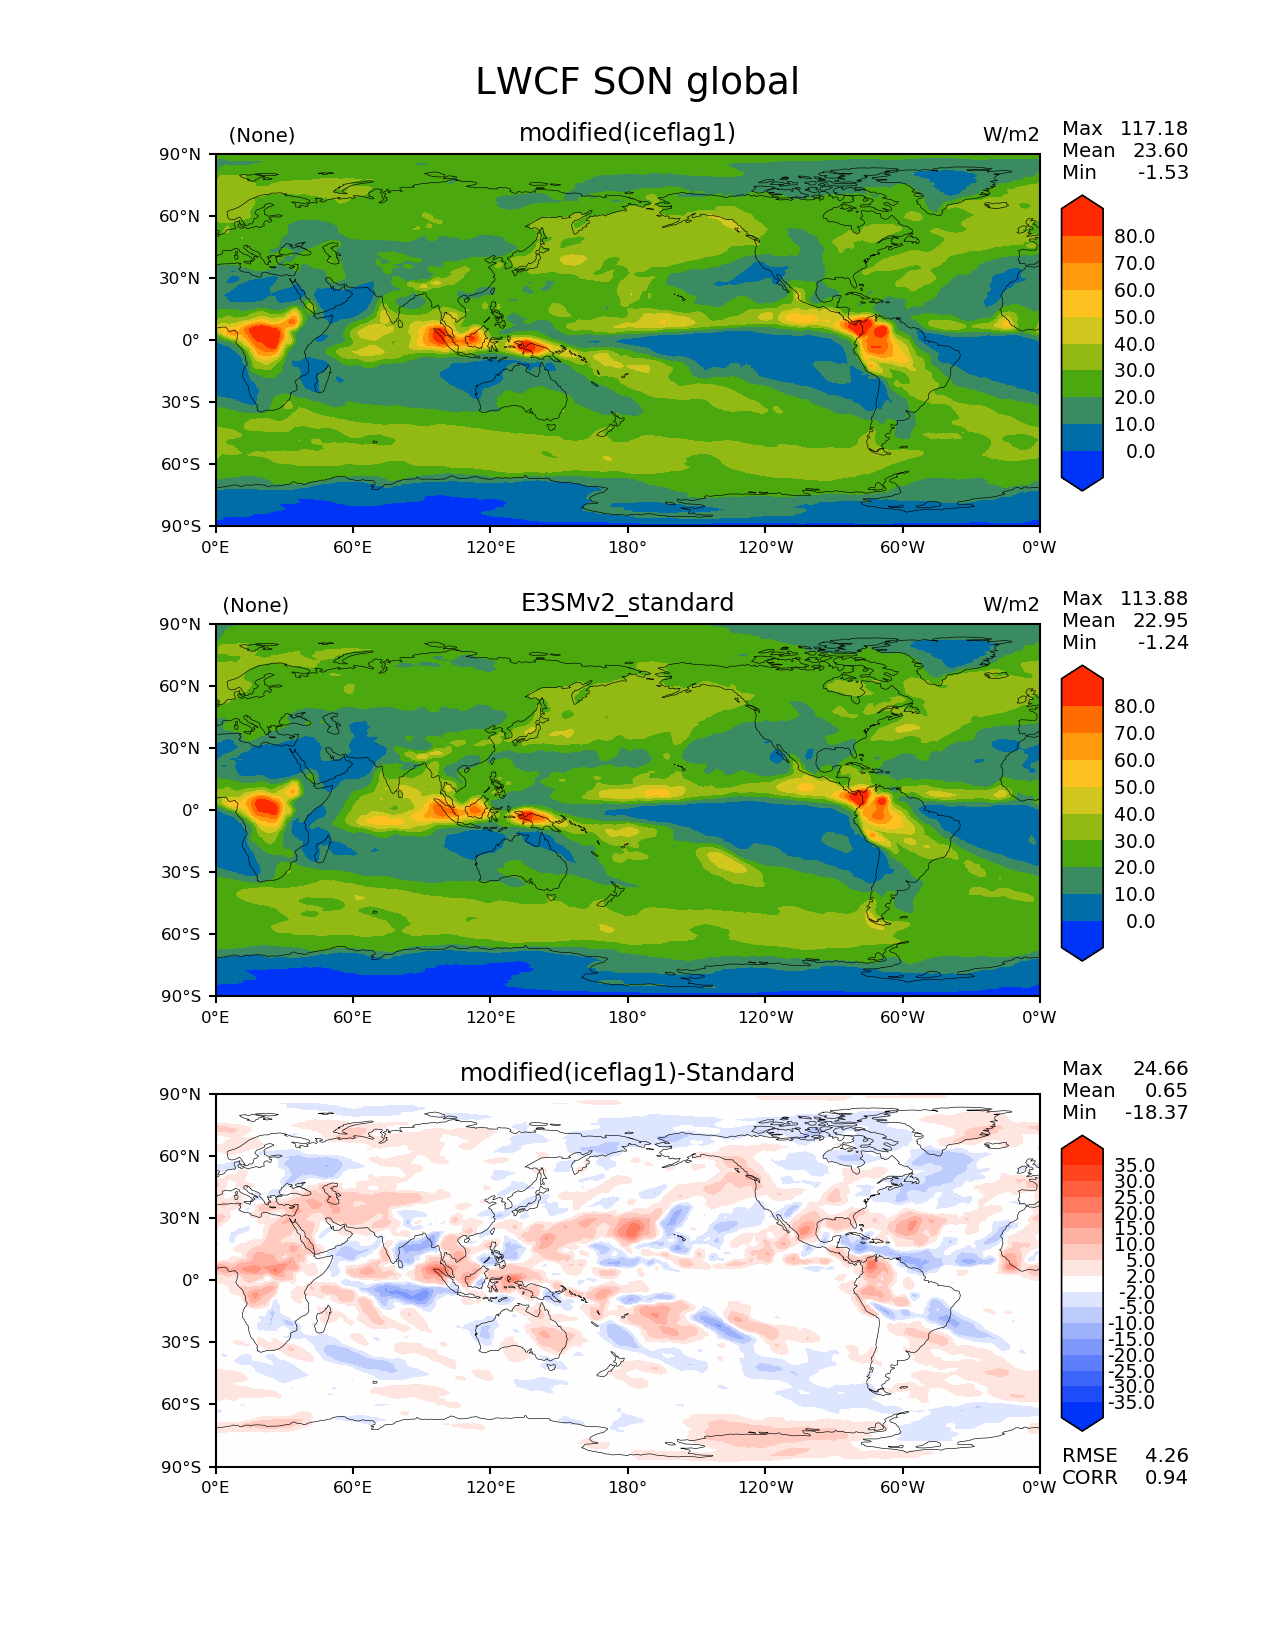 LWCF SON global
(None) modified(iceflag1) W/m2
Max 117.18
Mean 23.60
Min -1.53
90°N
60°N
30°N
0°
30°S
60°S
90°S
0°E 60°E 120°E 180° 120°W 60°W 0°W
80.0
70.0
60.0
50.0
40.0
30.0
20.0
10.0
0.0
(None) E3SMv2_standard W/m2
Max 113.88
Mean 22.95
Min -1.24
90°N
60°N
30°N
0°
30°S
60°S
90°S
0°E 60°E 120°E 180° 120°W 60°W 0°W
80.0
70.0
60.0
50.0
40.0
30.0
20.0
10.0
0.0
modified(iceflag1)-Standard
Max 24.66
Mean 0.65
Min -18.37
90°N
60°N
30°N
0°
30°S
60°S
90°S
0°E 60°E 120°E 180° 120°W 60°W 0°W
35.0
30.0
25.0
20.0
15.0
10.0
5.0
2.0
-2.0
-5.0
-10.0
-15.0
-20.0
-25.0
-30.0
-35.0
RMSE 4.26
CORR 0.94